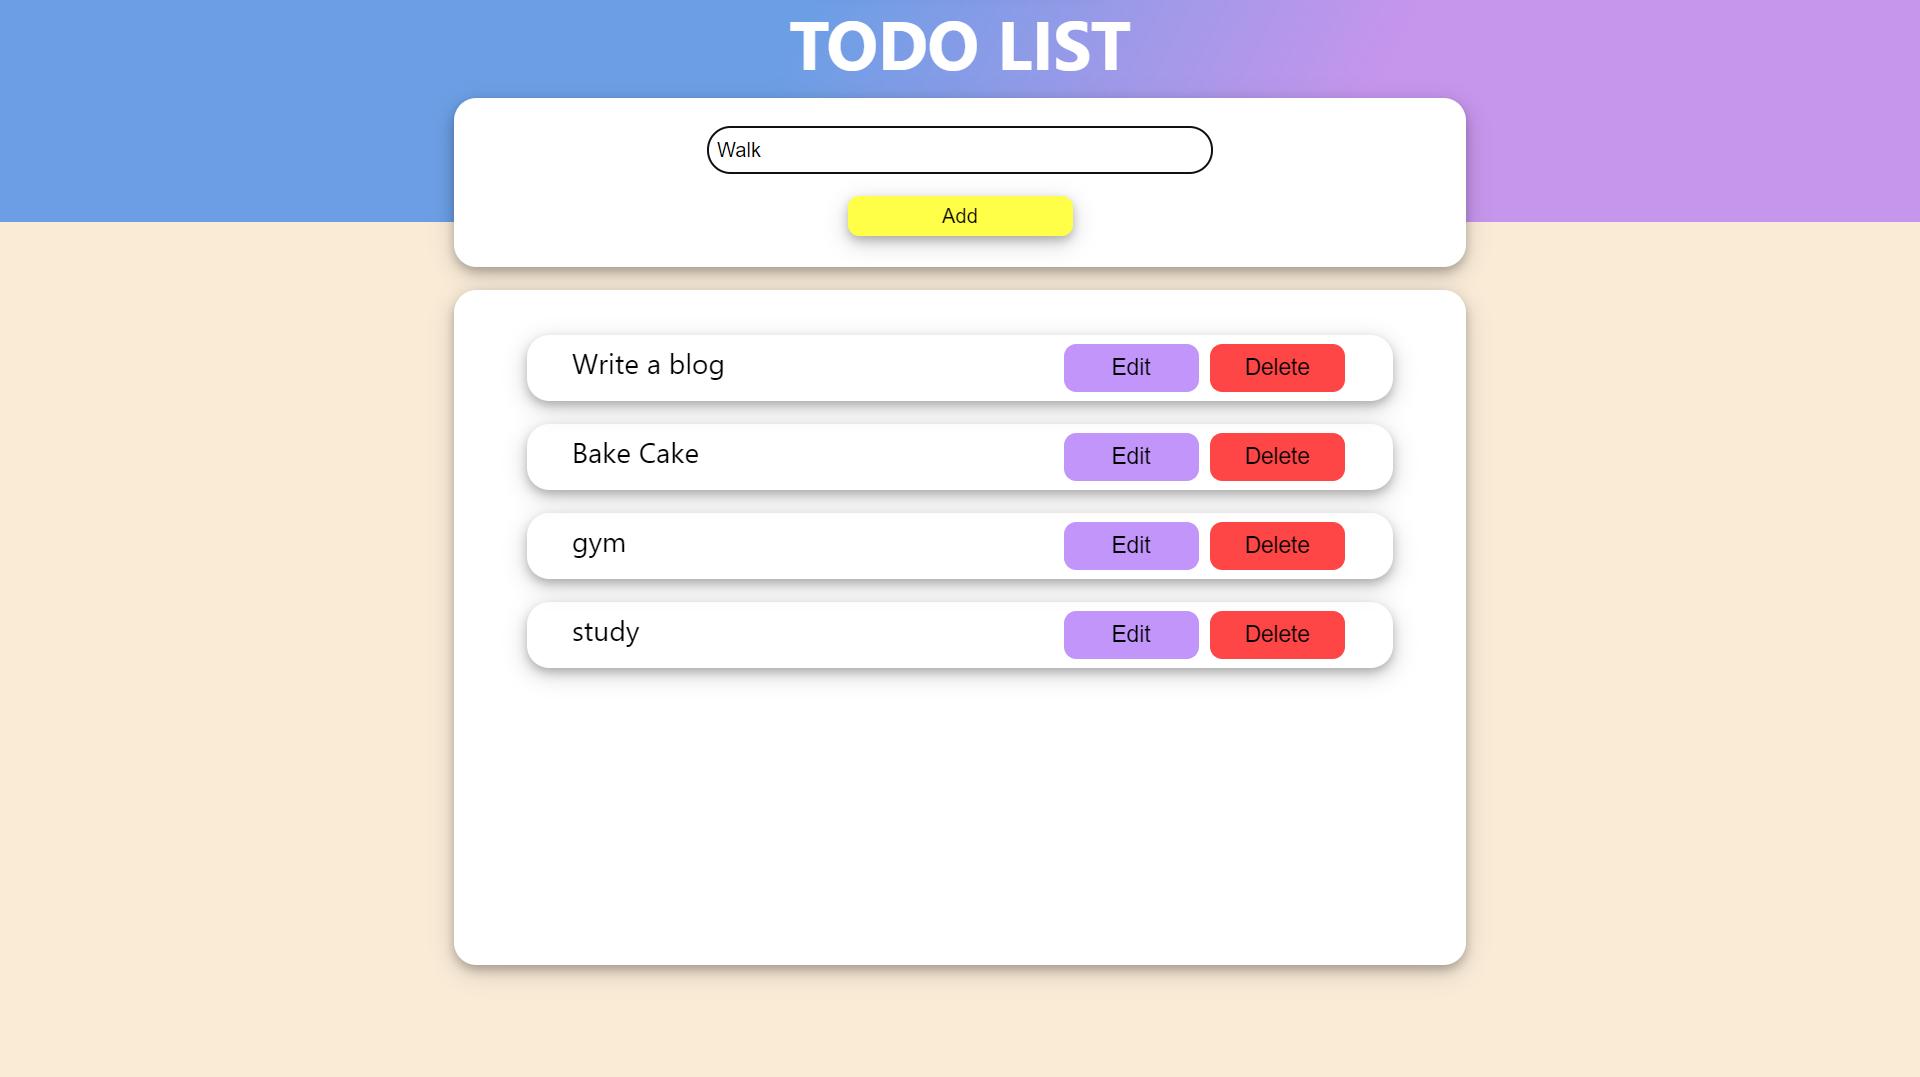 TODO LIST
Walk
Add
Write a blog Edit Delete
Bake Cake Edit Delete
gym Edit Delete
study Edit Delete